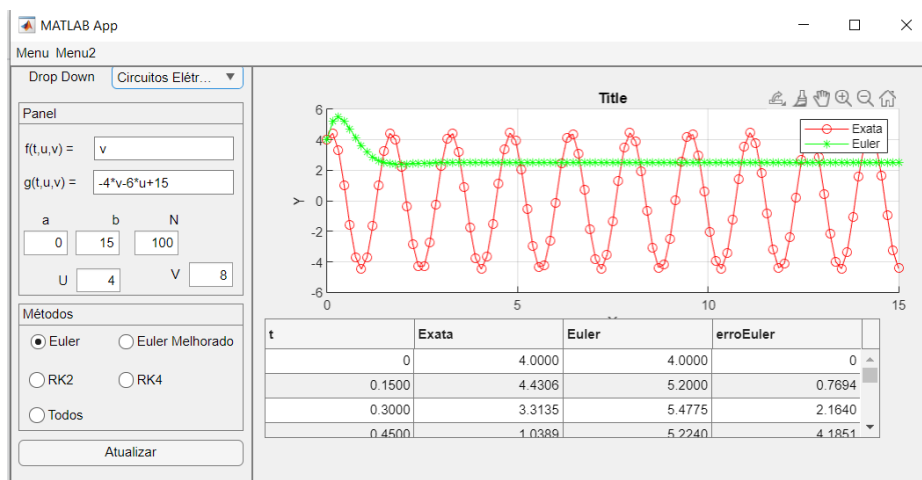 MATLAB App
Menu Menu2
Drop Down Circuitos Elétr...
Panel
f(t,u,v) = v
g(t,u,v) = -4*v-6*u+15
a b N
0 15 100
U 4 V 8
Métodos
Euler Euler Melhorado
RK2 RK4
Todos
Atualizar
Title
Exata
Euler
Y
6
4
2
0
-2
-4
-6
0 5 10 15
t Exata Euler erroEuler
0 4.0000 4.0000 0
0.1500 4.4306 5.2000 0.7694
0.3000 3.3135 5.4775 2.1640
0.4500 1.0389 5.2240 4.1851